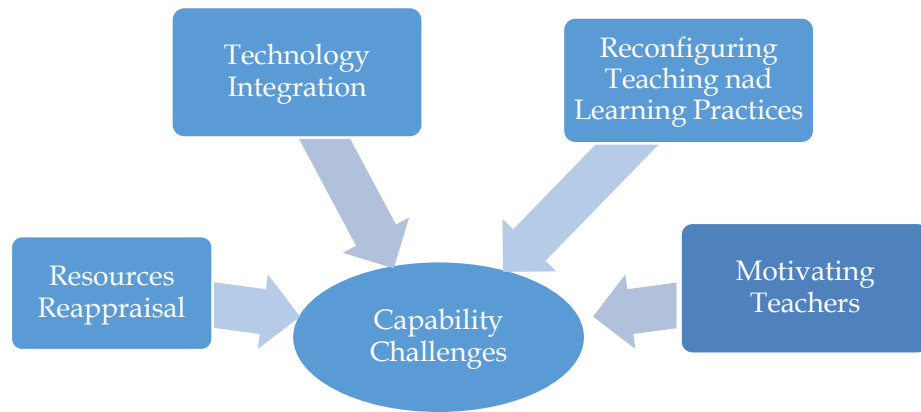 Technology
Integration
Reconfiguring
Teaching nad
Learning Practices
Resources
Reappraisal
Capability
Challenges
Motivating
Teachers